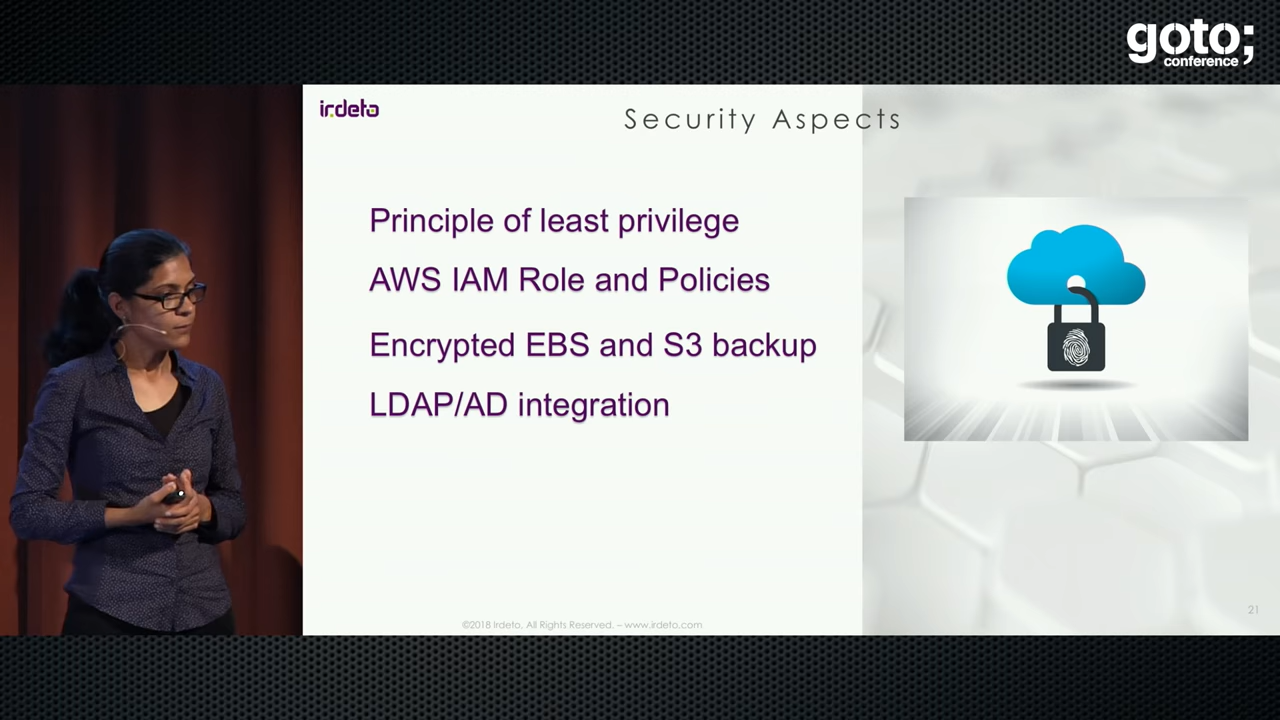 goto;
conference
irdeto
Security Aspects
Principle of least privilege
AWS IAM Role and Policies
Encrypted EBS and S3 backup
LDAP/AD integration
21
©2018 Irdeto, All Rights Reserved. – www.irdeto.com